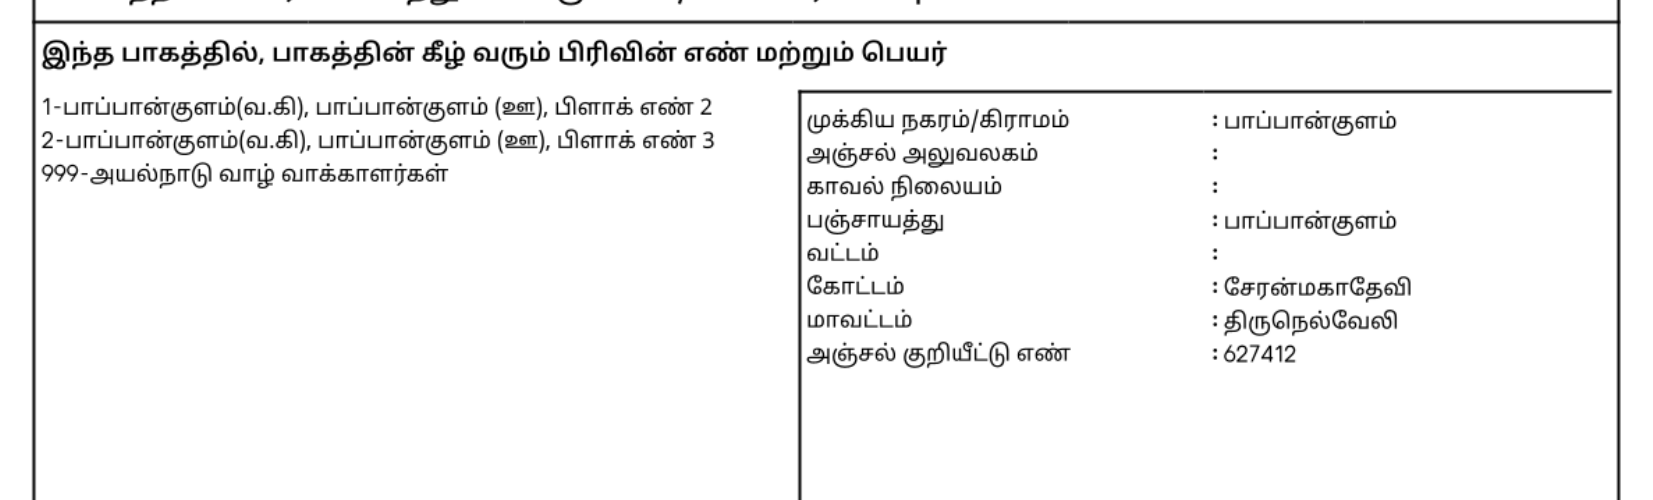 இந்த பாகத்தில், பாகத்தின் கீழ் வரும் பிரிவின் எண் மற்றும் பெயர்
1-பாப்பான்குளம்(வ.கி), பாப்பான்குளம் (ஊ), பிளாக் எண் 2
2-பாப்பான்குளம்(வ.கி), பாப்பான்குளம் (ஊ), பிளாக் எண் 3
999-அயல்நாடு வாழ் வாக்காளர்கள்
முக்கிய நகரம்/கிராமம் : பாப்பான்குளம்
அஞ்சல் அலுவலகம் :
காவல் நிலையம் :
பஞ்சாயத்து : பாப்பான்குளம்
வட்டம் :
கோட்டம் : சேரன்மகாதேவி
மாவட்டம் : திருநெல்வேலி
அஞ்சல் குறியீட்டு எண் : 627412